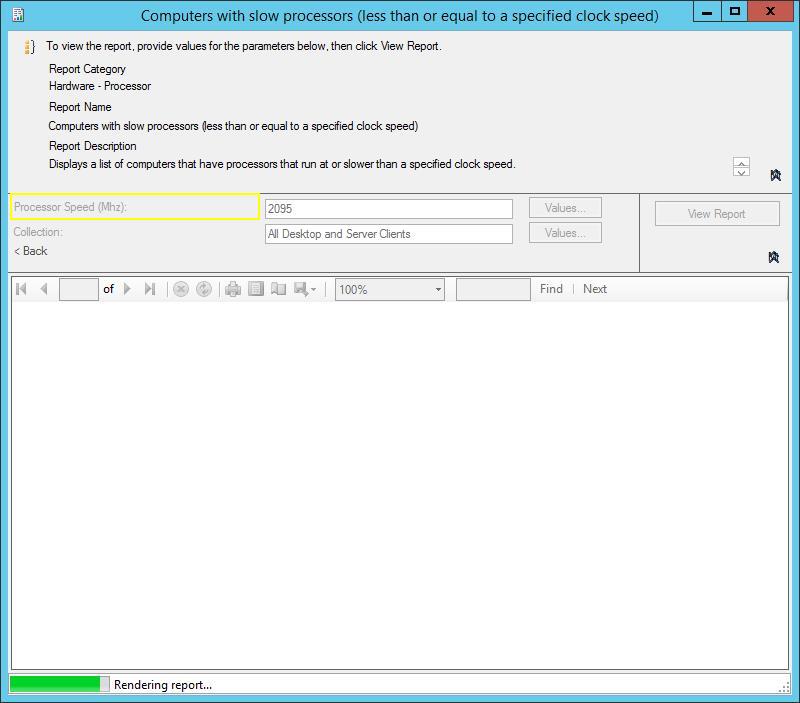 Computers with slow processors (less than or equal to a specified clock speed)
To view the report, provide values for the parameters below, then click View Report.
Report Category
Hardware - Processor
Report Name
Computers with slow processors (less than or equal to a specified clock speed)
Report Description
Displays a list of computers that have processors that run at or slower than a specified clock speed.
Processor Speed (Mhz): 2095 Values... View Report
Collection: All Desktop and Server Clients Values...
< Back
of 100% Find | Next
Rendering report...